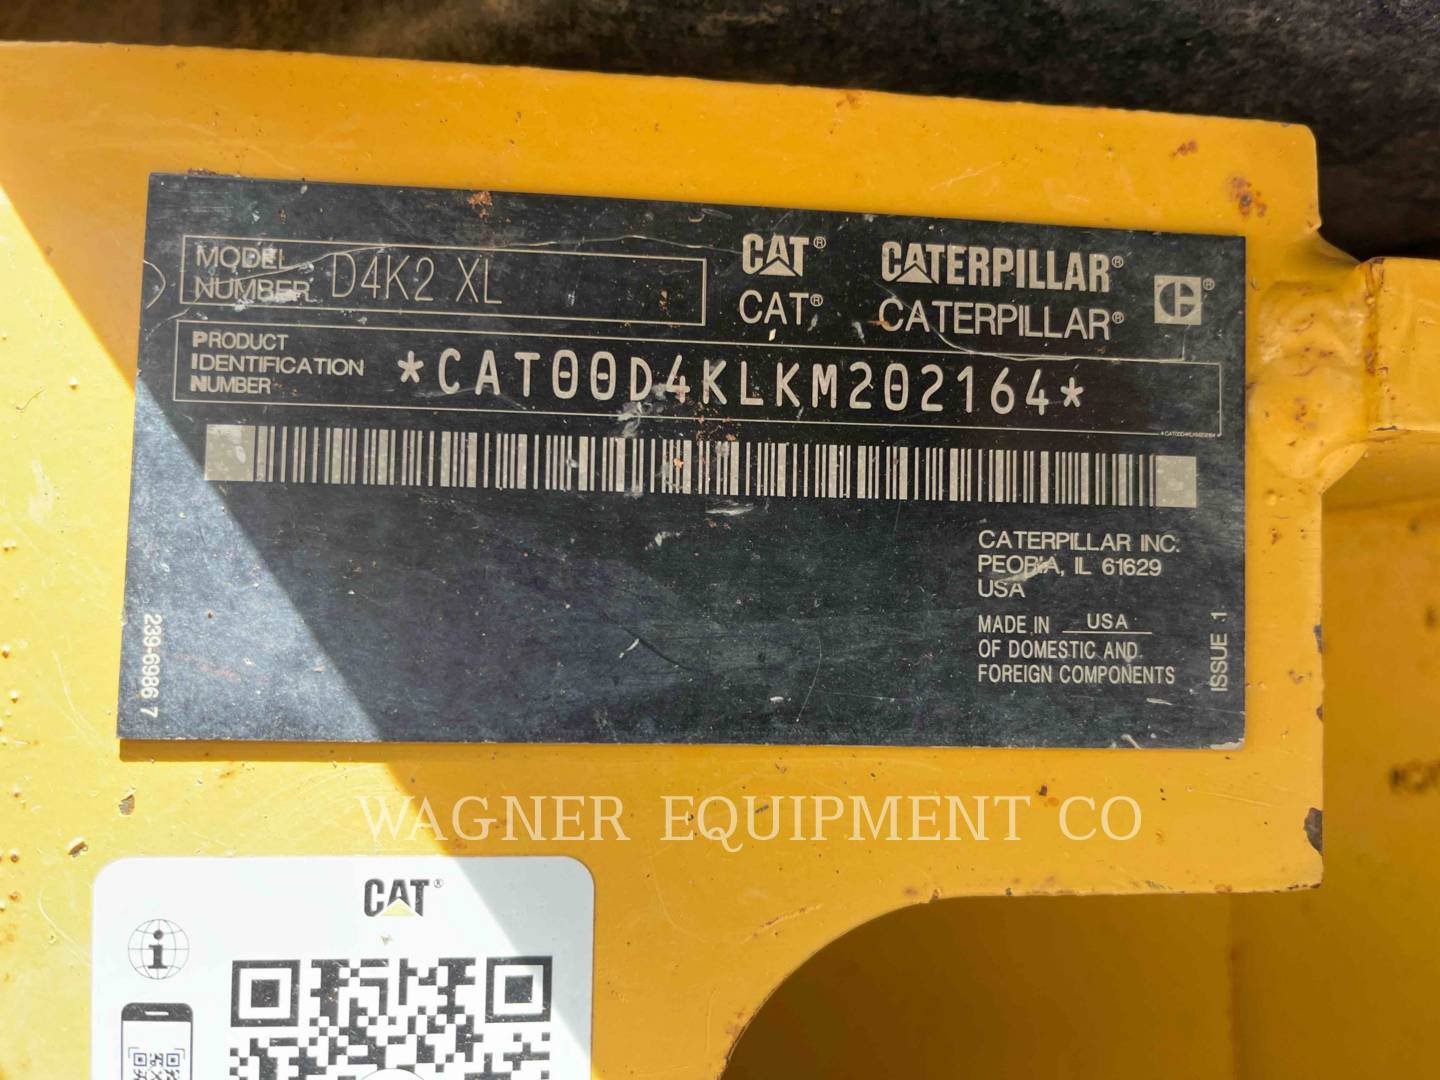 MODEL NUMBER D4K2 XL
CAT® CATERPILLAR®
CAT® CATERPILLAR®
PRODUCT IDENTIFICATION NUMBER *CAT00D4KLKM202164*
CATERPILLAR INC.
PEORIA, IL 61629
USA
MADE IN USA
OF DOMESTIC AND
FOREIGN COMPONENTS
239-6986 7
ISSUE 1
WAGNER EQUIPMENT CO
CAT®
i